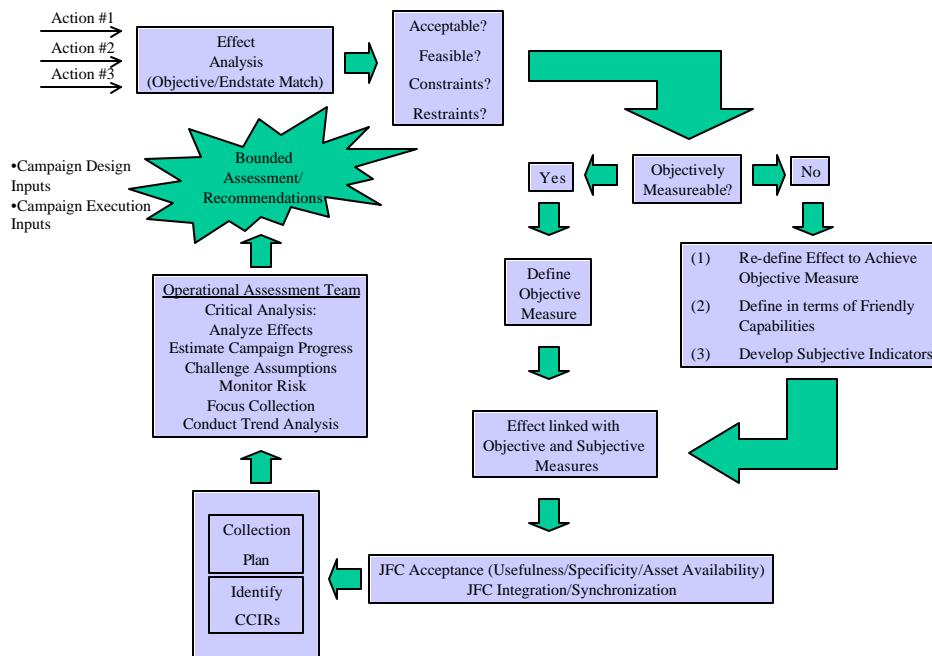 Action #1
Action #2
Action #3
Effect
Analysis
(Objective/Endstate Match)
Acceptable?
Feasible?
Constraints?
Restraints?
•Campaign Design
Inputs
•Campaign Execution
Inputs
Bounded
Assessment/
Recommendations
Yes
Objectively
Measureable?
No
Define
Objective
Measure
(1) Re-define Effect to Achieve
Objective Measure
(2) Define in terms of Friendly
Capabilities
(3) Develop Subjective Indicators
Operational Assessment Team
Critical Analysis:
Analyze Effects
Estimate Campaign Progress
Challenge Assumptions
Monitor Risk
Focus Collection
Conduct Trend Analysis
Effect linked with
Objective and Subjective
Measures
Collection
Plan
Identify
CCIRs
JFC Acceptance (Usefulness/Specificity/Asset Availability)
JFC Integration/Synchronization